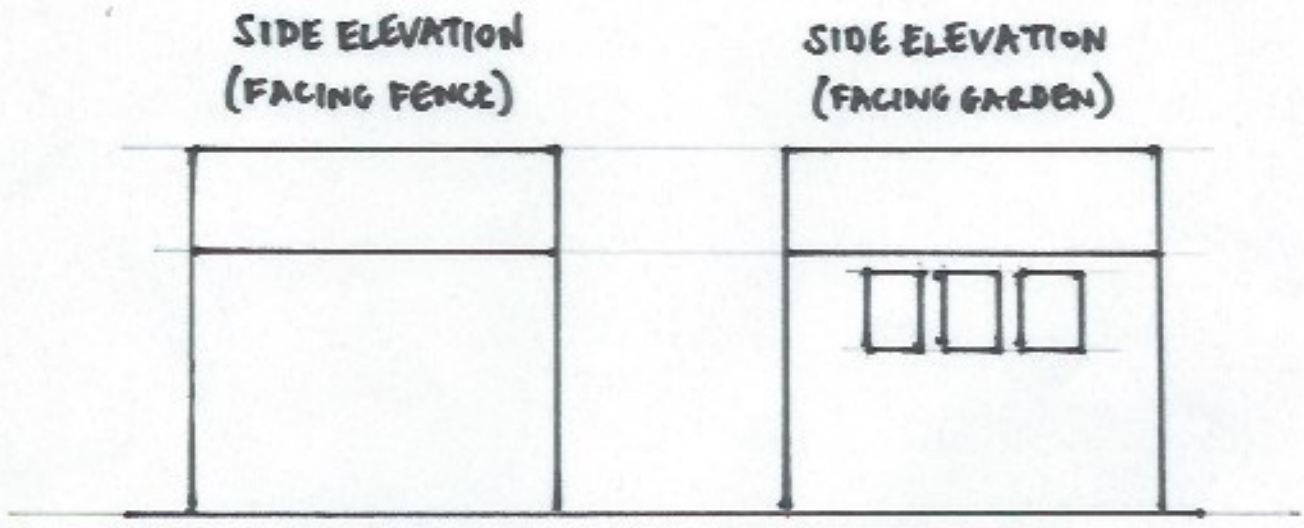 SIDE ELEVATION
(FACING FENCE)
SIDE ELEVATION
(FACING GARDEN)